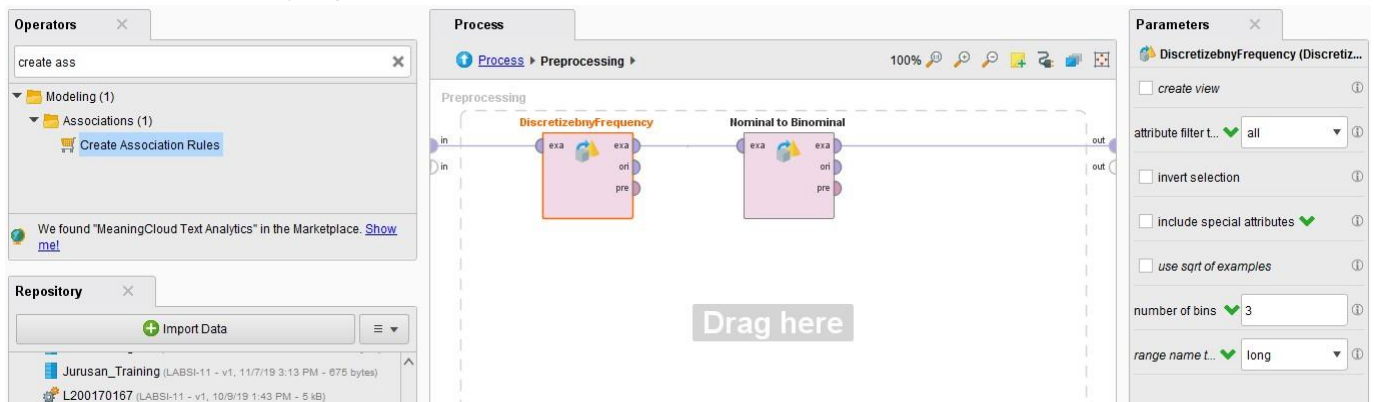 Operators
create ass
Modeling (1)
Associations (1)
Create Association Rules
We found "MeaningCloud Text Analytics" in the Marketplace. Show
me!
Repository
Import Data
Jurusan_Training (LABSI-11 - v1, 11/7/19 3:13 PM - 675 bytes)
L200170167 (LABSI-11 - v1, 10/9/19 1:43 PM - 5 kB)
Process
Process Preprocessing
100%
Preprocessing
DiscretizebnyFrequency
Nominal to Binominal
in
in
exa
exa
ori
pre
exa
exa
ori
pre
out
out
Drag here
Parameters
DiscretizebnyFrequency (Discretiz...
create view
attribute filter t... all
invert selection
include special attributes
use sqrt of examples
number of bins 3
range name t... long